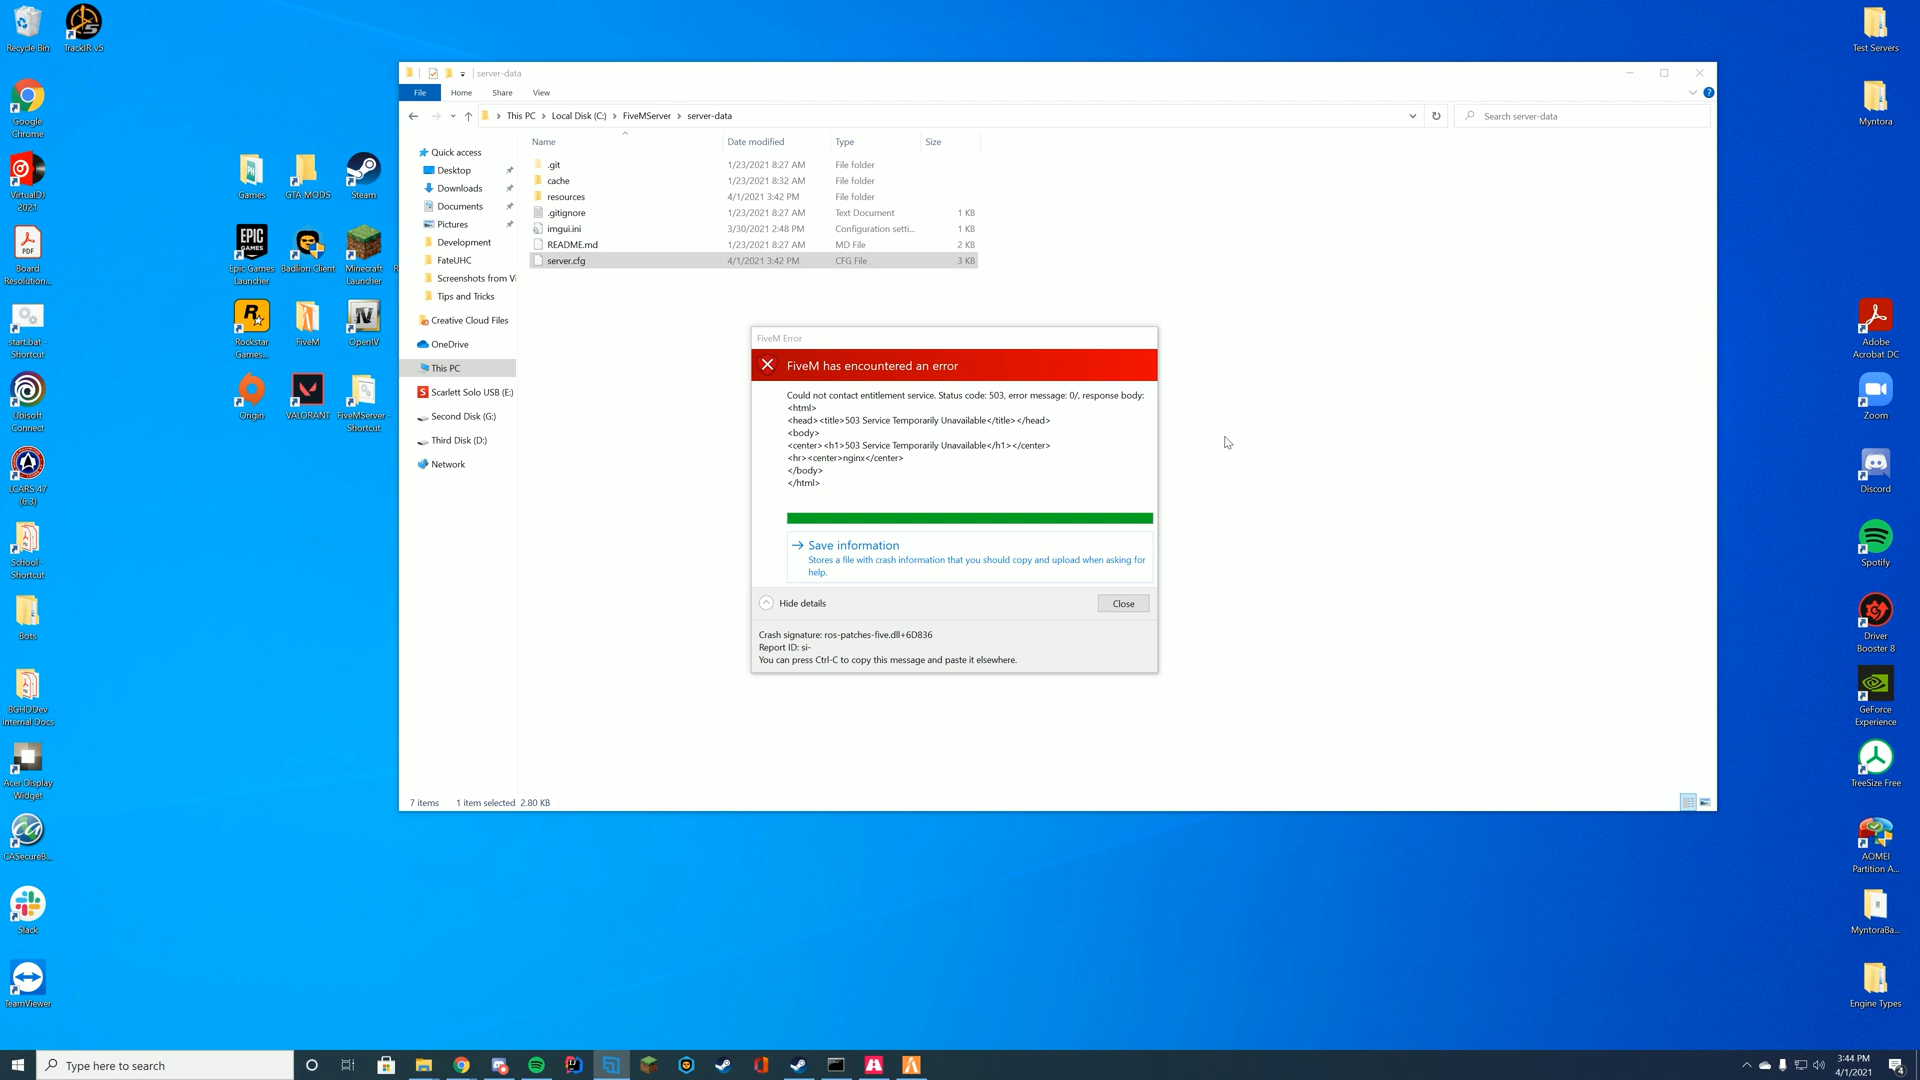 Recycle Bin
TrackIR v5
Google
Chrome
VirtualDJ
2021
Board
Resolution...
start.bat -
Shortcut
Ubisoft
Connect
LCARS 47
(6.3)
School -
Shortcut
Bots
BGHDDev
Internal Docs
Acer Display
Widget
CASecureB...
Slack
TeamViewer
Games
GTA MODS
Steam
EPIC
GAMES
Epic Games
Launcher
Badlion Client
Minecraft
Launcher
Rockstar
Games...
FiveM
OpenIV
Origin
VALORANT
FiveMServer -
Shortcut
server-data
File
Home
Share
View
This PC
Local Disk (C:)
FiveMServer
server-data
Search server-data
Quick access
Desktop
Downloads
Documents
Pictures
Development
FateUHC
Screenshots from Vi
Tips and Tricks
Creative Cloud Files
OneDrive
This PC
Scarlett Solo USB (E:)
Second Disk (G:)
Third Disk (D:)
Network
Name Date modified Type Size
.git 1/23/2021 8:27 AM File folder
cache 1/23/2021 8:32 AM File folder
resources 4/1/2021 3:42 PM File folder
.gitignore 1/23/2021 8:27 AM Text Document 1 KB
imgui.ini 3/30/2021 2:48 PM Configuration setti... 1 KB
README.md 1/23/2021 8:27 AM MD File 2 KB
server.cfg 4/1/2021 3:42 PM CFG File 3 KB
FiveM Error
FiveM has encountered an error
Could not contact entitlement service. Status code: 503, error message: 0/, response body:
<html>
<head><title>503 Service Temporarily Unavailable</title></head>
<body>
<center><h1>503 Service Temporarily Unavailable</h1></center>
<hr><center>nginx</center>
</body>
</html>
Save information
Stores a file with crash information that you should copy and upload when asking for
help.
Hide details
Close
Crash signature: ros-patches-five.dll+6D836
Report ID: si-
You can press Ctrl-C to copy this message and paste it elsewhere.
7 items 1 item selected 2.80 KB
Test Servers
Myntora
Adobe
Acrobat DC
Zoom
Discord
Spotify
Driver
Booster 8
GeForce
Experience
TreeSize Free
AOMEI
Partition A...
MyntoraBa...
Engine Types
Type here to search
3:44 PM
4/1/2021
4